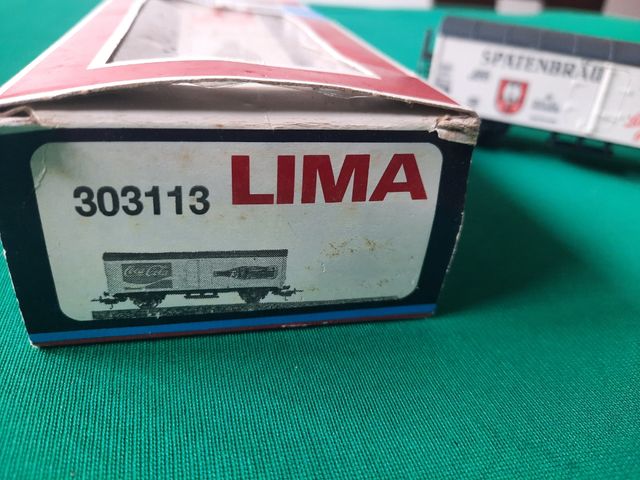 303113 LIMA
Coca-Cola
SPATENBRÄU